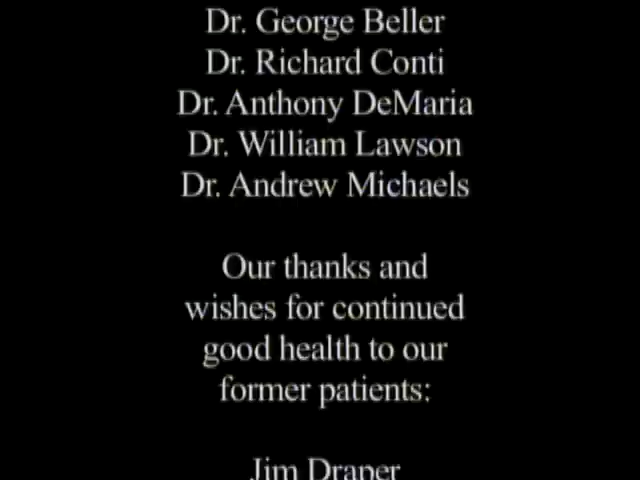 Dr. George Beller
Dr. Richard Conti
Dr. Anthony DeMaria
Dr. William Lawson
Dr. Andrew Michaels
Our thanks and
wishes for continued
good health to our
former patients:
Jim Draper